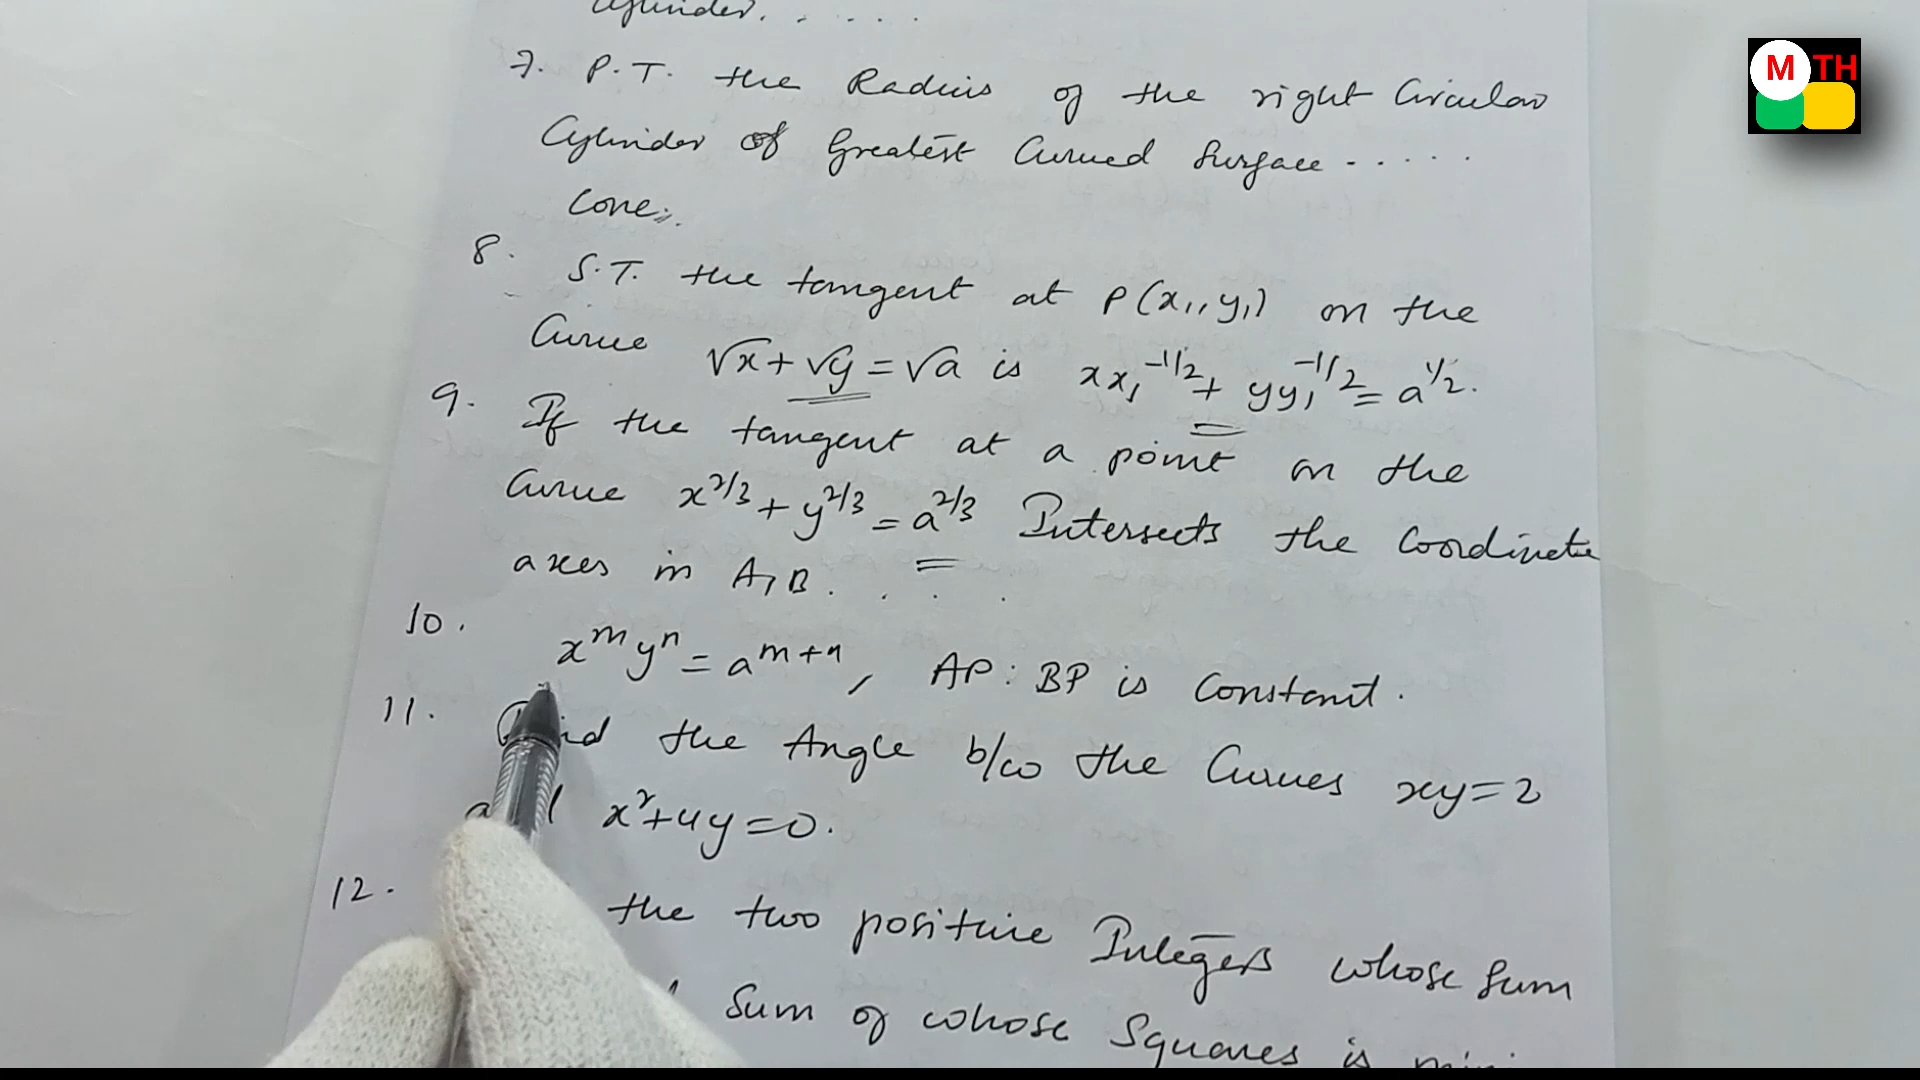 Cylinder. . . . .
7. P.T. the Radius of the right Circular
Cylinder of Greatest Curved Surface .....
Cone.
8. S.T. the tangent at P(x₁, y₁) on the
Curve √x + √y = √a is xx₁^-1/2 + yy₁^-1/2 = a^1/2.
9. If the tangent at a point on the
Curve x^2/3 + y^2/3 = a^2/3 Intersects the Coordinate
axes in A, B. . . .
10. x^m y^n = a^m+n, AP : BP is Constant.
11. the Angle b/w the Curves xy = 2
x² + 4y = 0.
12. the two positive Integers whose Sum
Sum of whose Squares is
M TH